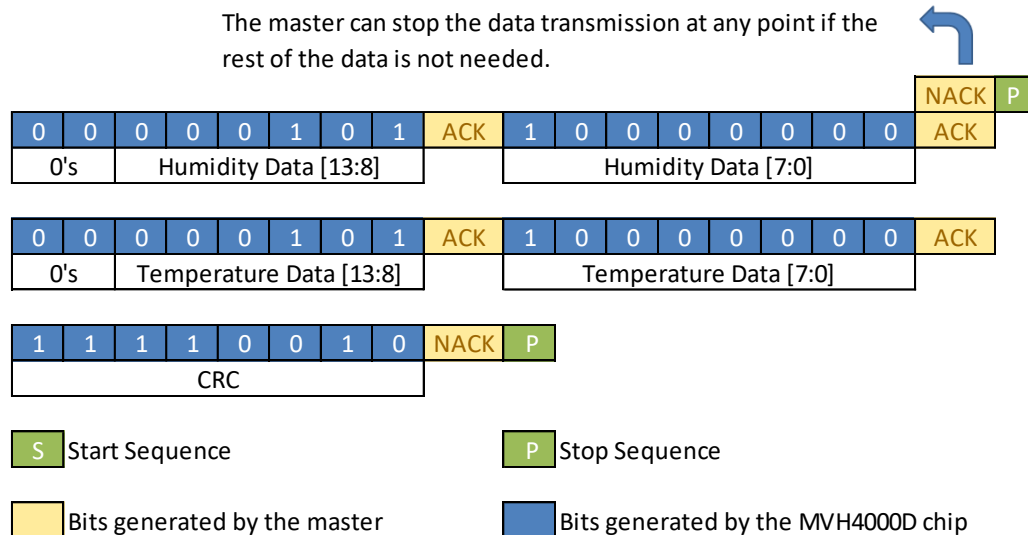 The master can stop the data transmission at any point if the
rest of the data is not needed.
NACK P
0 0 0 0 0 1 0 1 ACK 1 0 0 0 0 0 0 0 ACK
0's Humidity Data [13:8] Humidity Data [7:0]
0 0 0 0 0 1 0 1 ACK 1 0 0 0 0 0 0 0 ACK
0's Temperature Data [13:8] Temperature Data [7:0]
1 1 1 1 0 0 1 0 NACK P
CRC
S Start Sequence P Stop Sequence
Bits generated by the master Bits generated by the MVH4000D chip